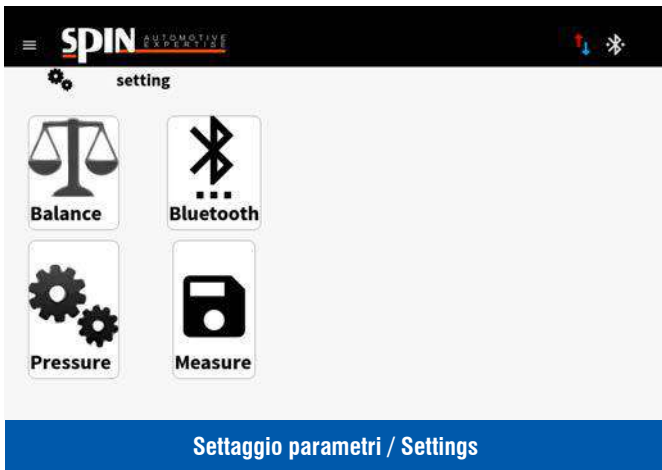 SPIN AUTOMOTIVE
EXPERTISE
setting
Balance
Bluetooth
Pressure
Measure
Settaggio parametri / Settings